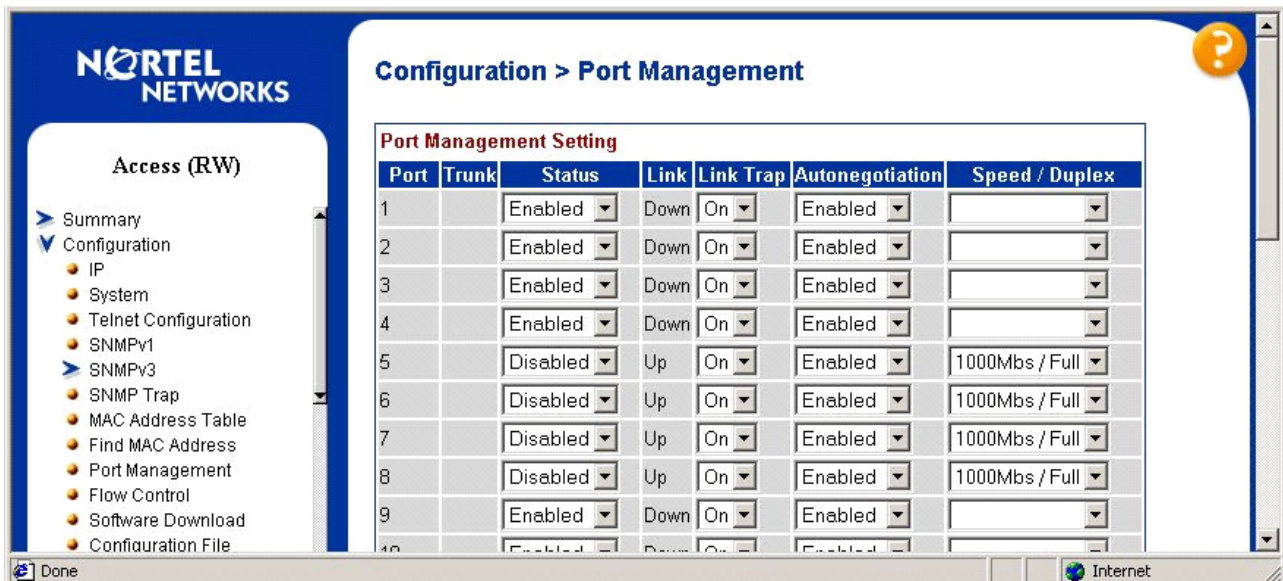 NORTEL
NETWORKS
Access (RW)
Summary
Configuration
IP
System
Telnet Configuration
SNMPv1
SNMPv3
SNMP Trap
MAC Address Table
Find MAC Address
Port Management
Flow Control
Software Download
Configuration File
?
Configuration > Port Management
Port Management Setting
Port Trunk Status Link Link Trap Autonegotiation Speed / Duplex
1 Enabled Down On Enabled
2 Enabled Down On Enabled
3 Enabled Down On Enabled
4 Enabled Down On Enabled
5 Disabled Up On Enabled 1000Mbs / Full
6 Disabled Up On Enabled 1000Mbs / Full
7 Disabled Up On Enabled 1000Mbs / Full
8 Disabled Up On Enabled 1000Mbs / Full
9 Enabled Down On Enabled
10 Enabled Down On Enabled
Done Internet